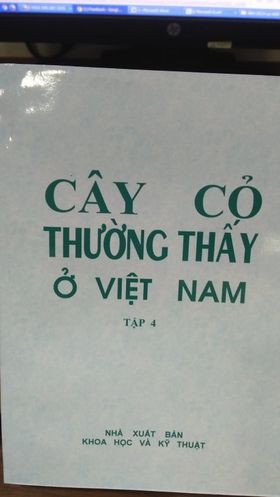 CÂY CỎ
THƯỜNG THẤY
Ở VIỆT NAM
TẬP 4
NHÀ XUẤT BẢN
KHOA HỌC VÀ KỸ THUẬT